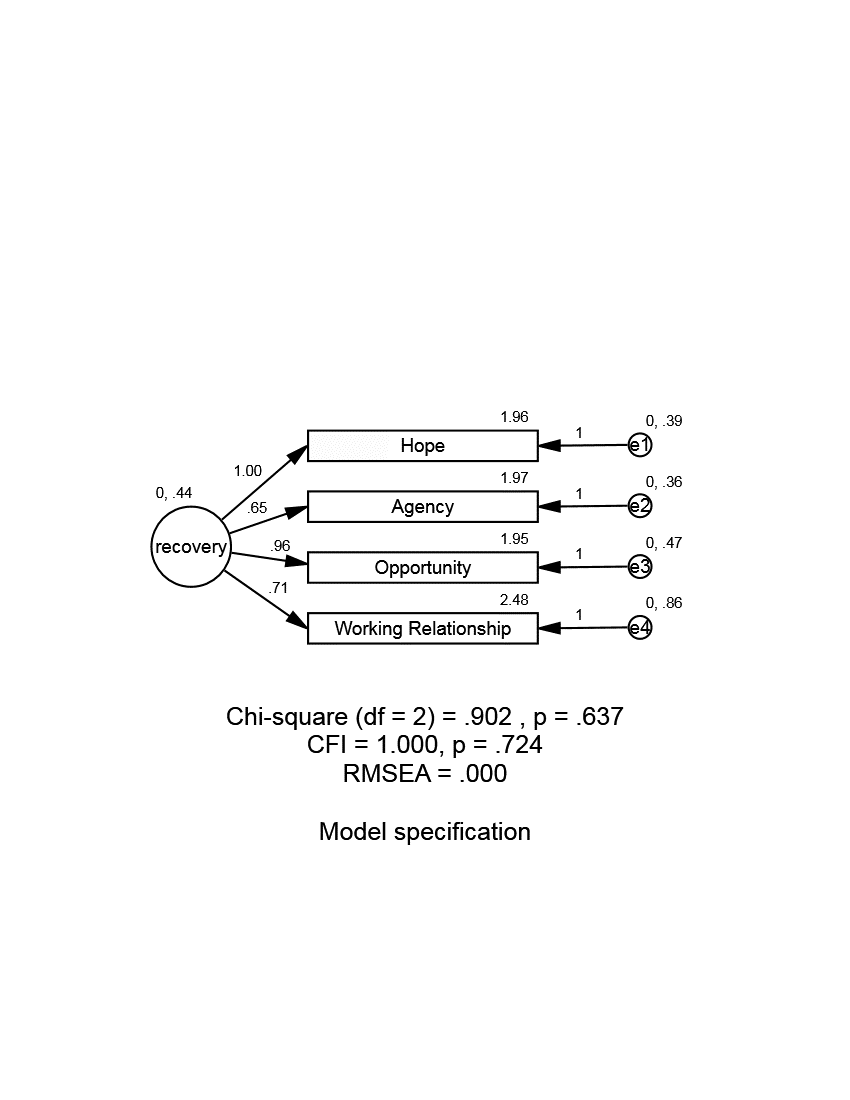 1.96
0, .39
Hope
1
e1
1.00
0, .44
1.97
0, .36
.65
Agency
1
e2
recovery
1.95
0, .47
.96
Opportunity
1
e3
.71
2.48
0, .86
Working Relationship
1
e4
Chi-square (df = 2) = .902 , p = .637
CFI = 1.000, p = .724
RMSEA = .000
Model specification